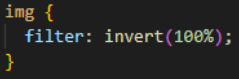 img {
  filter: invert(100%);
}